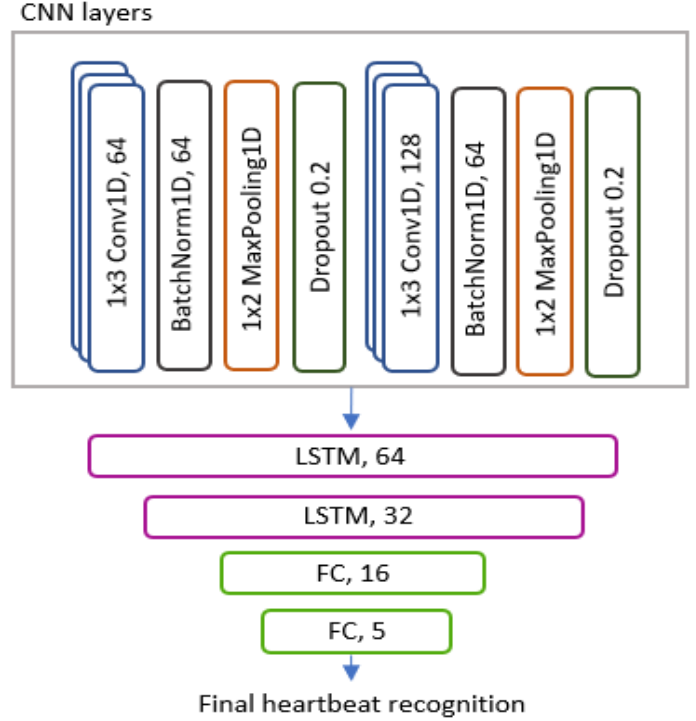 CNN layers
1x3 Conv1D, 64
BatchNorm1D, 64
1x2 MaxPooling1D
Dropout 0.2
1x3 Conv1D, 128
BatchNorm1D, 64
1x2 MaxPooling1D
Dropout 0.2
LSTM, 64
LSTM, 32
FC, 16
FC, 5
Final heartbeat recognition